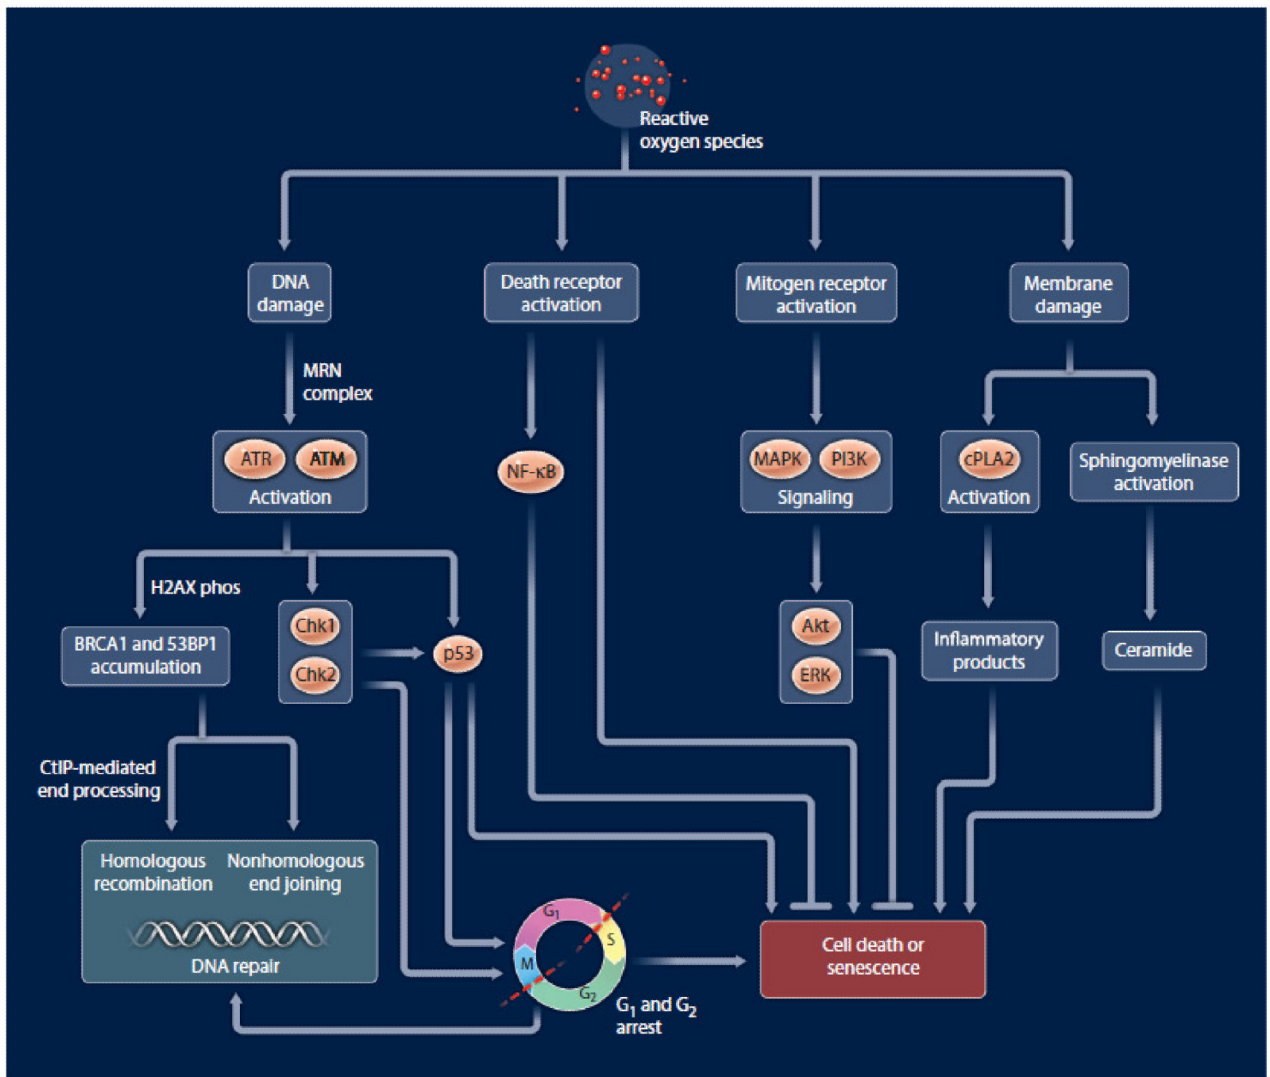 Reactive
oxygen species
DNA
damage
Death receptor
activation
Mitogen receptor
activation
Membrane
damage
MRN
complex
ATR
ATM
Activation
NF-κB
MAPK
PI3K
Signaling
cPLA2
Activation
Sphingomyelinase
activation
H2AX phos
BRCA1 and 53BP1
accumulation
Chk1
Chk2
p53
Akt
ERK
Inflammatory
products
Ceramide
CtIP-mediated
end processing
Homologous
recombination
Nonhomologous
end joining
DNA repair
G1
S
M
G2
G1 and G2
arrest
Cell death or
senescence